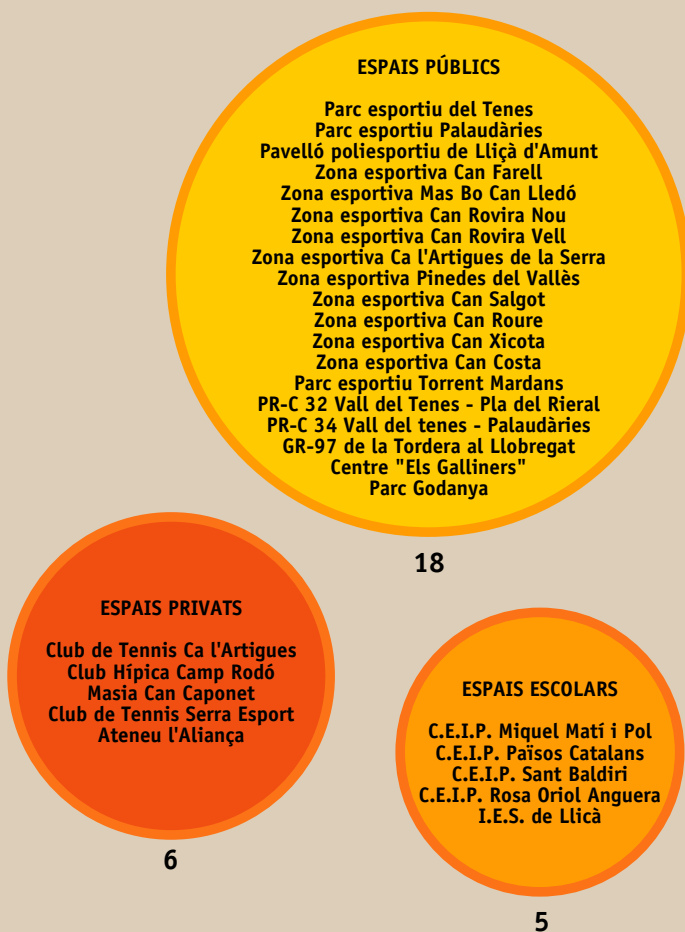 ESPAIS PÚBLICS
Parc esportiu del Tenes
Parc esportiu Palaudàries
Pavelló poliesportiu de Lliçà d'Amunt
Zona esportiva Can Farell
Zona esportiva Mas Bo Can Lledó
Zona esportiva Can Rovira Nou
Zona esportiva Can Rovira Vell
Zona esportiva Ca l'Artigues de la Serra
Zona esportiva Pinedes del Vallès
Zona esportiva Can Salgot
Zona esportiva Can Roure
Zona esportiva Can Xicota
Zona esportiva Can Costa
Parc esportiu Torrent Mardans
PR-C 32 Vall del Tenes - Pla del Rieral
PR-C 34 Vall del tenes - Palaudàries
GR-97 de la Tordera al Llobregat
Centre "Els Galliners"
Parc Godanya
18
ESPAIS PRIVATS
Club de Tennis Ca l'Artigues
Club Hípica Camp Rodó
Masia Can Caponet
Club de Tennis Serra Esport
Ateneu l'Aliança
6
ESPAIS ESCOLARS
C.E.I.P. Miquel Matí i Pol
C.E.I.P. Països Catalans
C.E.I.P. Sant Baldiri
C.E.I.P. Rosa Oriol Anguera
I.E.S. de Llicà
5